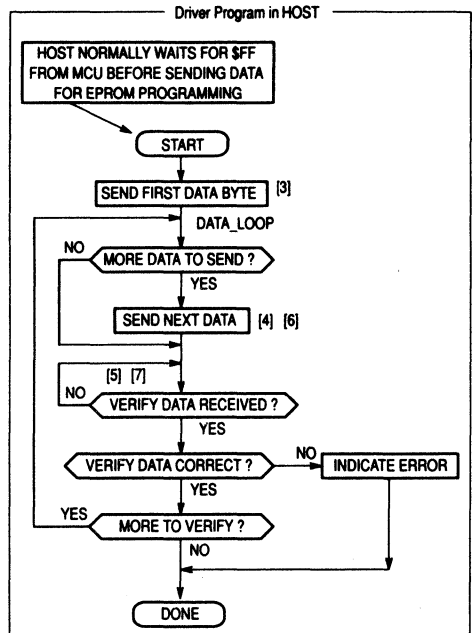 Driver Program in HOST
HOST NORMALLY WAITS FOR $FF
FROM MCU BEFORE SENDING DATA
FOR EPROM PROGRAMMING
START
SEND FIRST DATA BYTE [3]
DATA_LOOP
NO
MORE DATA TO SEND ?
YES
SEND NEXT DATA [4] [6]
[5] [7]
NO
VERIFY DATA RECEIVED ?
YES
VERIFY DATA CORRECT ?
NO
INDICATE ERROR
YES
YES
MORE TO VERIFY ?
NO
DONE